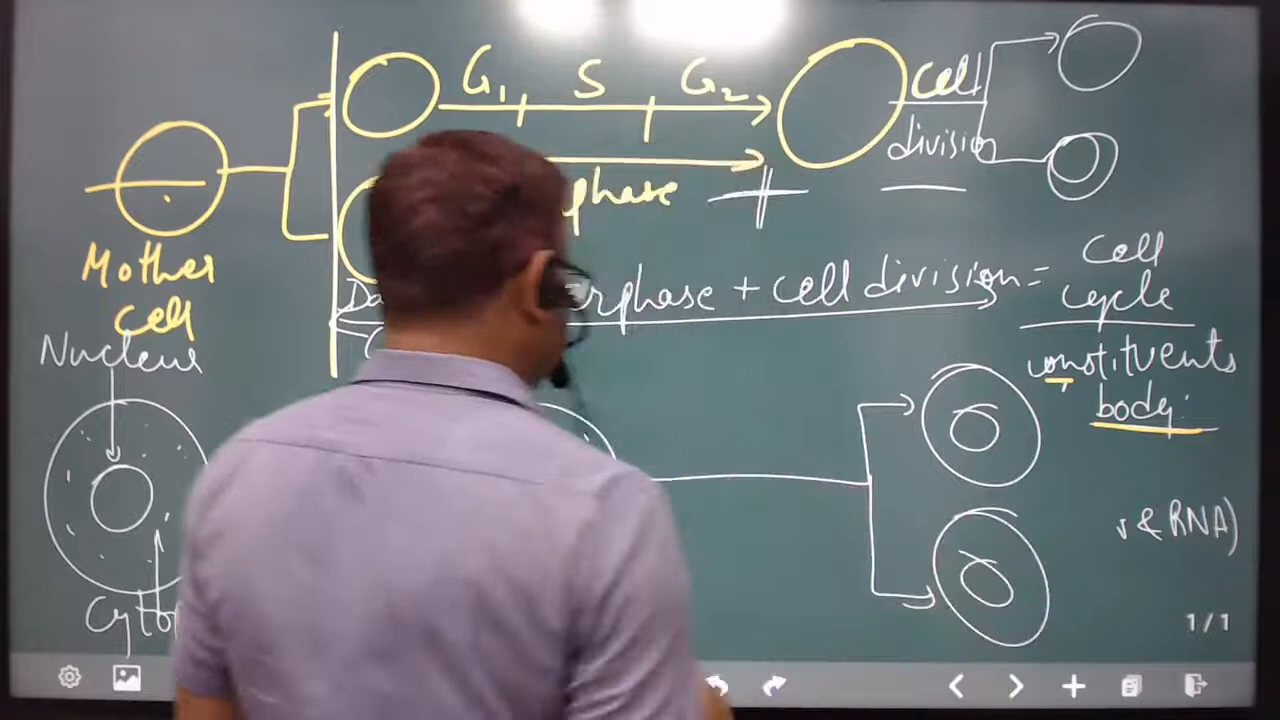 G₁ S G₂
Cell
division
phase
Mother
Cell
rphase + cell division =
Cell
cycle
Nucleus
constituents
body
& RNA)
1/1